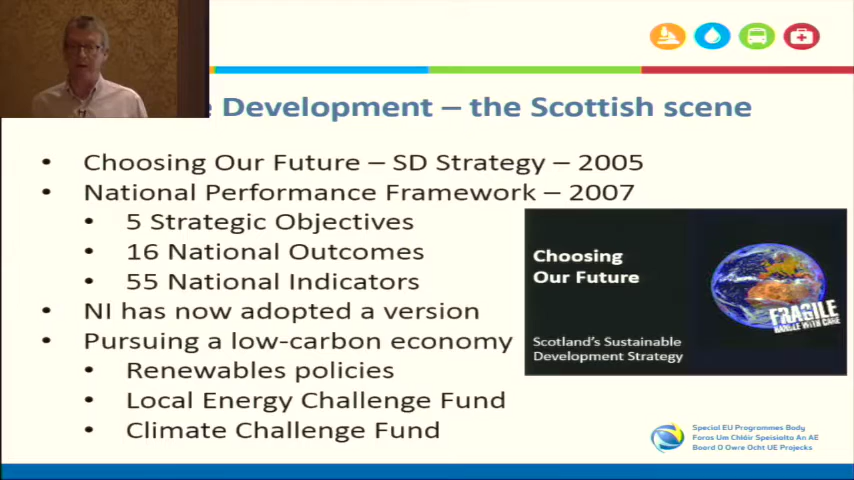 e Development – the Scottish scene
• Choosing Our Future – SD Strategy – 2005
• National Performance Framework – 2007
• 5 Strategic Objectives
• 16 National Outcomes
• 55 National Indicators
• NI has now adopted a version
• Pursuing a low-carbon economy
• Renewables policies
• Local Energy Challenge Fund
• Climate Challenge Fund
Choosing
Our Future
FRAGILE
HANDLE WITH CARE
Scotland's Sustainable
Development Strategy
Special EU Programmes Body
Foras Um Chláir Speisialta An AE
Boord O Owre Ocht UE Projecks